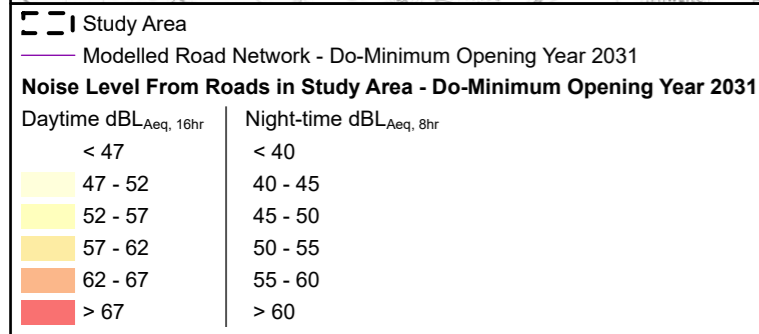 Study Area
Modelled Road Network - Do-Minimum Opening Year 2031
Noise Level From Roads in Study Area - Do-Minimum Opening Year 2031
Daytime dBLAeq, 16hr Night-time dBLAeq, 8hr
< 47 < 40
47 - 52 40 - 45
52 - 57 45 - 50
57 - 62 50 - 55
62 - 67 55 - 60
> 67 > 60